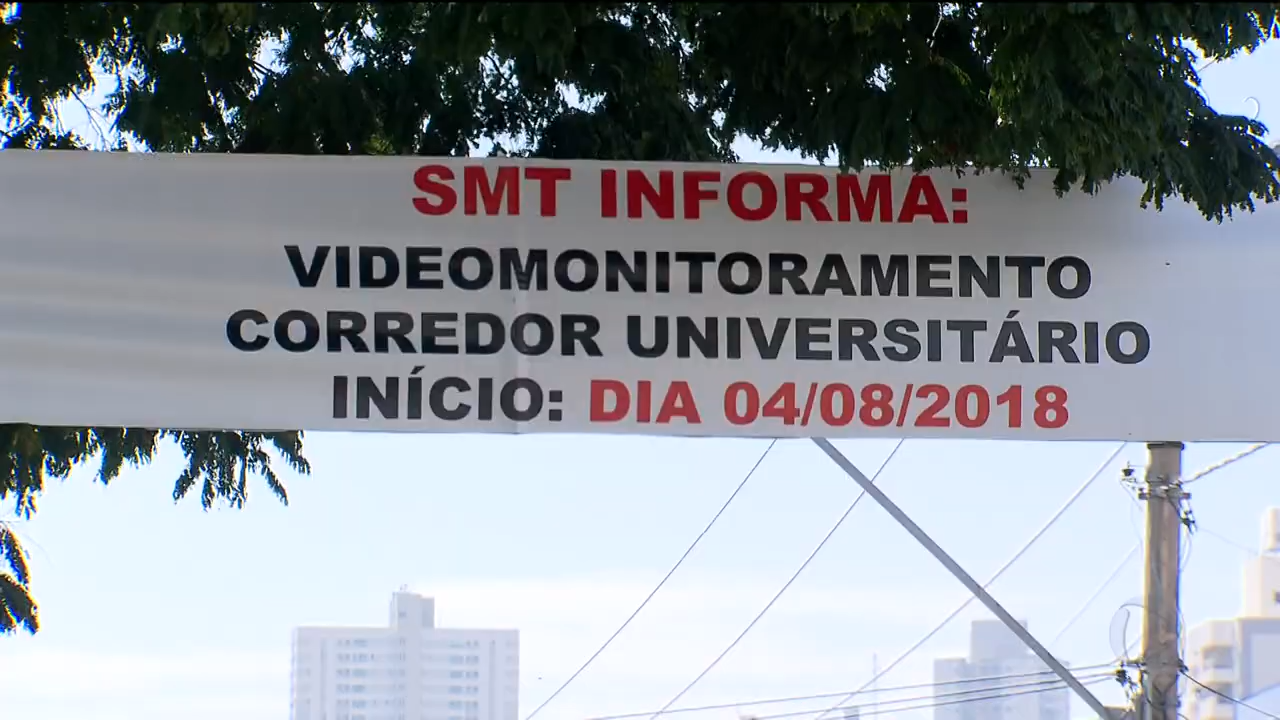 SMT INFORMA:
VIDEOMONITORAMENTO
CORREDOR UNIVERSITÁRIO
INÍCIO: DIA 04/08/2018